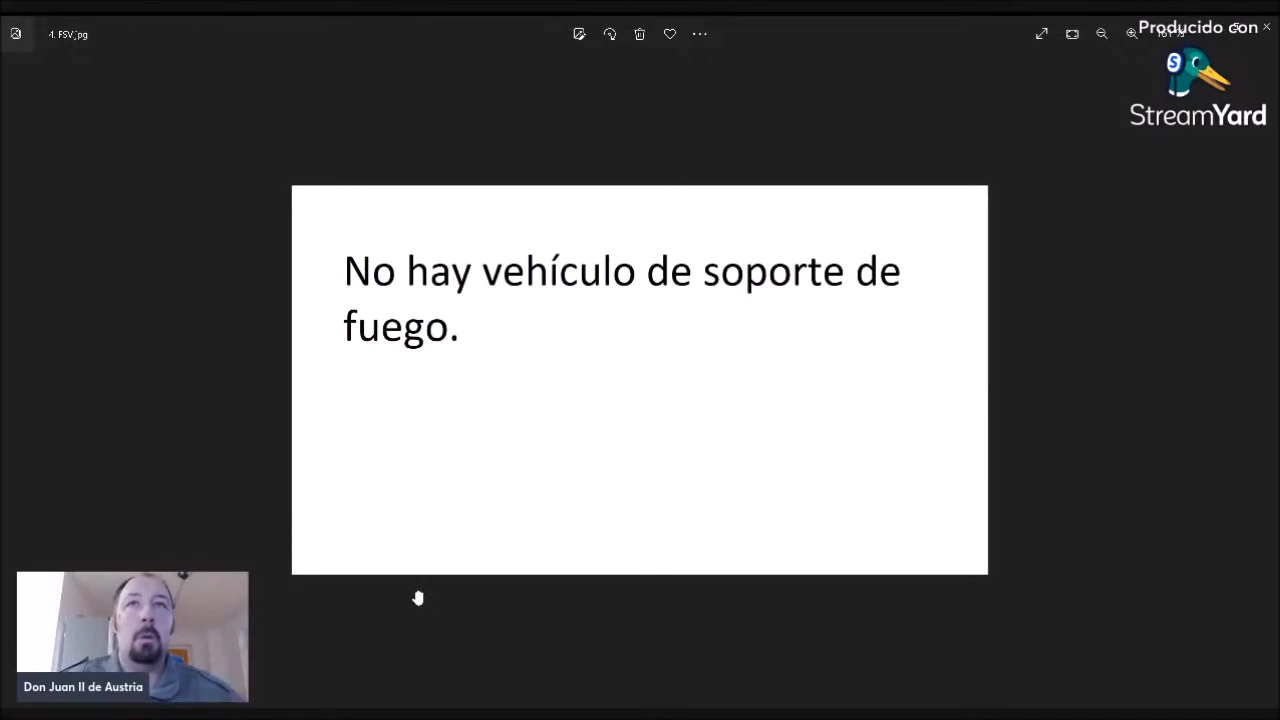 4. FSV.jpg
Producido con
StreamYard
No hay vehículo de soporte de
fuego.
Don Juan II de Austria